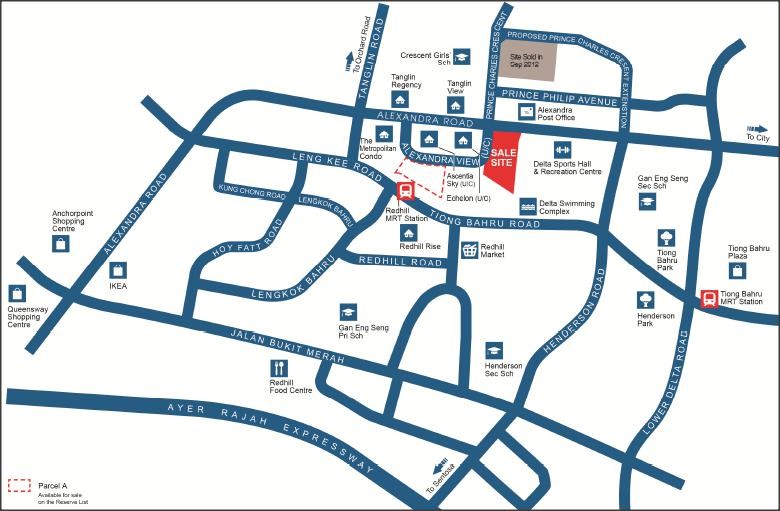 To Orchard Road
TANGLIN ROAD
PRINCE CHARLES CRESCENT
PROPOSED PRINCE CHARLES CRESCENT EXTENSTION
Site Sold in
Sep 2012
Crescent Girls'
Sch
Tanglin
Regency
Tanglin
View
PRINCE PHILIP AVENUE
ALEXANDRA ROAD
Alexandra
Post Office
To City
The
Metropolitan
Condo
ALEXANDRA VIEW
(U/C)
SALE
SITE
Delta Sports Hall
& Recreation Centre
LENG KEE ROAD
Ascentia
Sky (U/C)
Echelon (U/C)
Gan Eng Seng
Sec Sch
KUNG CHONG ROAD
LENGKOK BAHRU
Redhill
MRT Station
TIONG BAHRU ROAD
Delta Swimming
Complex
Anchorpoint
Shopping
Centre
ALEXANDRA ROAD
HOY FATT ROAD
Redhill Rise
Redhill
Market
Tiong
Bahru
Park
Tiong Bahru
Plaza
REDHILL ROAD
LENGKOK BAHRU
IKEA
Queensway
Shopping
Centre
HENDERSON ROAD
Henderson
Park
Tiong Bahru
MRT Station
Gan Eng Seng
Pri Sch
JALAN BUKIT MERAH
Henderson
Sec Sch
LOWER DELTA ROAD
Redhill
Food Centre
AYER RAJAH EXPRESSWAY
To Sentosa
Parcel A
Available for sale
on the Reserve List